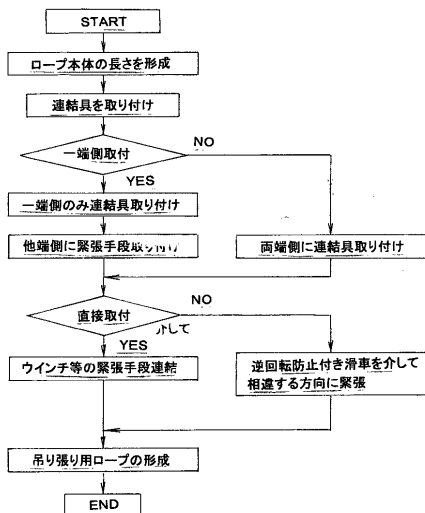 START
ロープ本体の長さを形成
連結具を取り付け
一端側取付
NO
YES
一端側のみ連結具取り付け
他端側に緊張手段取り付け
両端側に連結具取り付け
直接取付
NO
介して
YES
ウインチ等の緊張手段連結
逆回転防止付き滑車を介して
相違する方向に緊張
吊り張り用ロープの形成
END